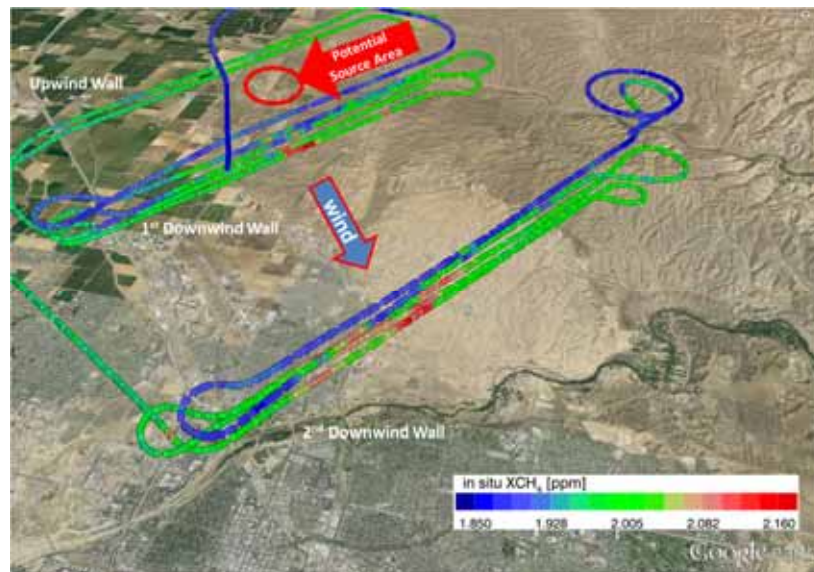 Potential
Source Area
Upwind Wall
1st Downwind Wall
wind
2nd Downwind Wall
in situ XCH4 [ppm]
1.850 1.928 2.005 2.082 2.160
Google